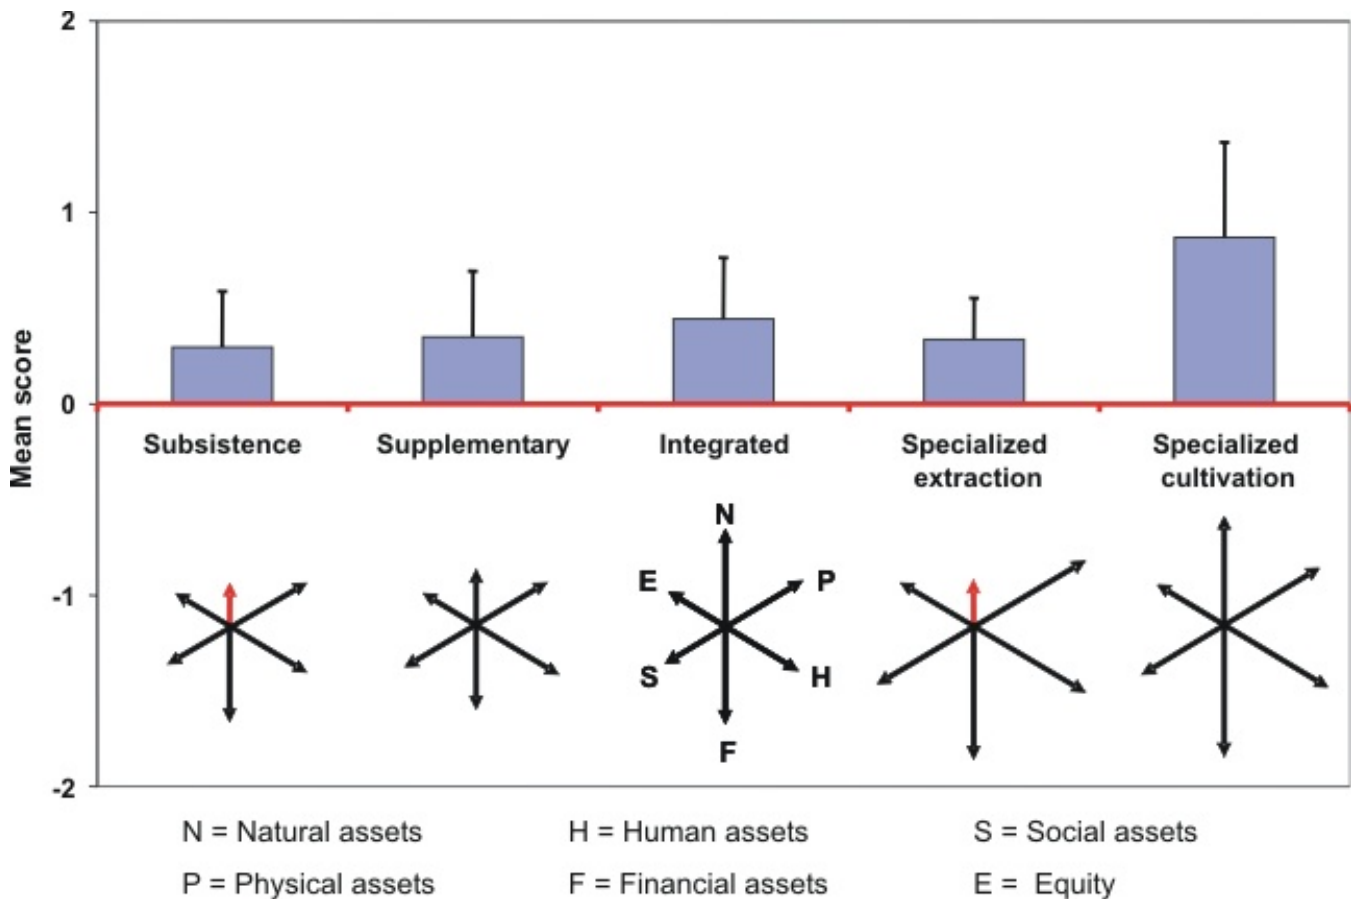 2
1
0
-1
-2
Mean score
Subsistence
Supplementary
Integrated
Specialized
extraction
Specialized
cultivation
N
E
P
S
H
F
N = Natural assets
H = Human assets
S = Social assets
P = Physical assets
F = Financial assets
E = Equity